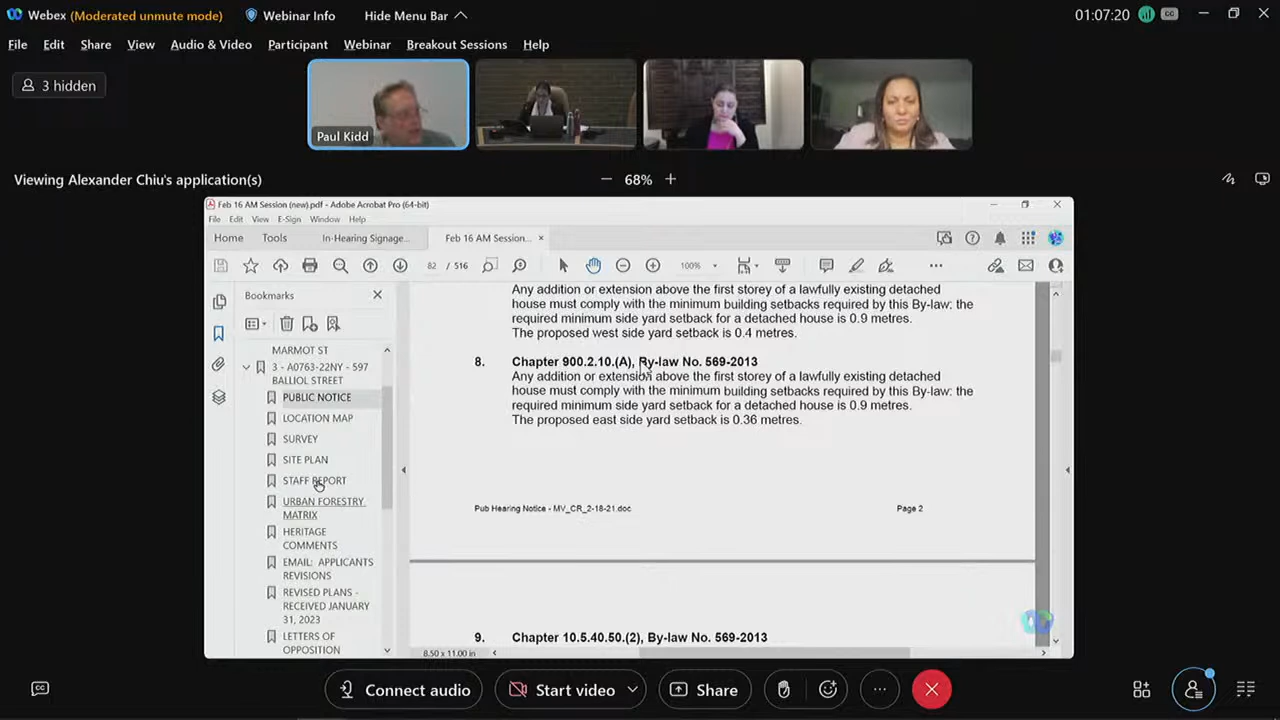 Webex (Moderated unmute mode) Webinar Info Hide Menu Bar 01:07:20 CC
File Edit Share View Audio & Video Participant Webinar Breakout Sessions Help
3 hidden
Paul Kidd
Viewing Alexander Chiu's application(s)
68%
Feb 16 AM Session (new).pdf - Adobe Acrobat Pro (64-bit)
File Edit View E-Sign Window Help
Home Tools In-Hearing Signage... Feb 16 AM Session...
82 / 516 100%
Bookmarks
MARMOT ST
3 - A0763-22NY - 597
BALLIOL STREET
PUBLIC NOTICE
LOCATION MAP
SURVEY
SITE PLAN
STAFF REPORT
URBAN FORESTRY
MATRIX
HERITAGE
COMMENTS
EMAIL: APPLICANTS
REVISIONS
REVISED PLANS -
RECEIVED JANUARY
31, 2023
LETTERS OF
OPPOSITION
Any addition or extension above the first storey of a lawfully existing detached
house must comply with the minimum building setbacks required by this By-law: the
required minimum side yard setback for a detached house is 0.9 metres.
The proposed west side yard setback is 0.4 metres.
8. Chapter 900.2.10.(A), By-law No. 569-2013
Any addition or extension above the first storey of a lawfully existing detached
house must comply with the minimum building setbacks required by this By-law: the
required minimum side yard setback for a detached house is 0.9 metres.
The proposed east side yard setback is 0.36 metres.
Pub Hearing Notice - MV_CR_2-18-21.doc Page 2
9. Chapter 10.5.40.50.(2), By-law No. 569-2013
8.50 x 11.00 in
CC Connect audio Start video Share